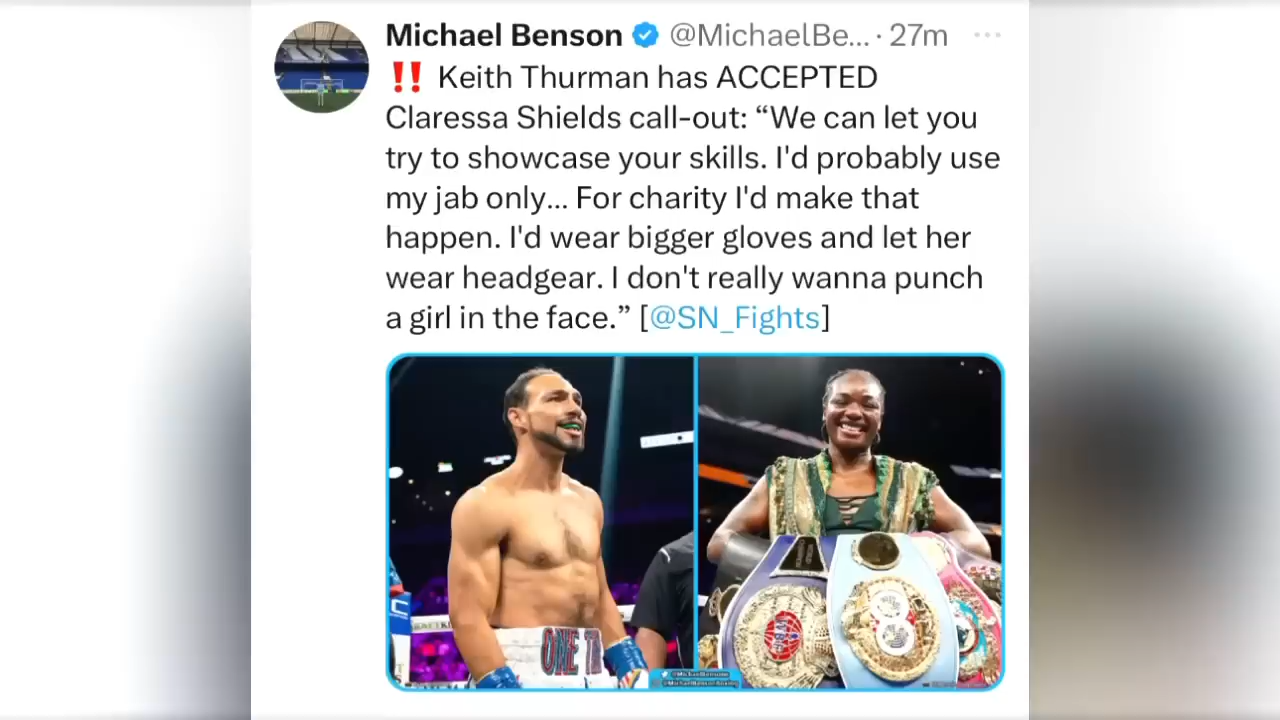 Michael Benson @MichaelBe... · 27m
‼️ Keith Thurman has ACCEPTED
Claressa Shields call-out: “We can let you
try to showcase your skills. I'd probably use
my jab only... For charity I'd make that
happen. I'd wear bigger gloves and let her
wear headgear. I don't really wanna punch
a girl in the face.” [@SN_Fights]
ONE T